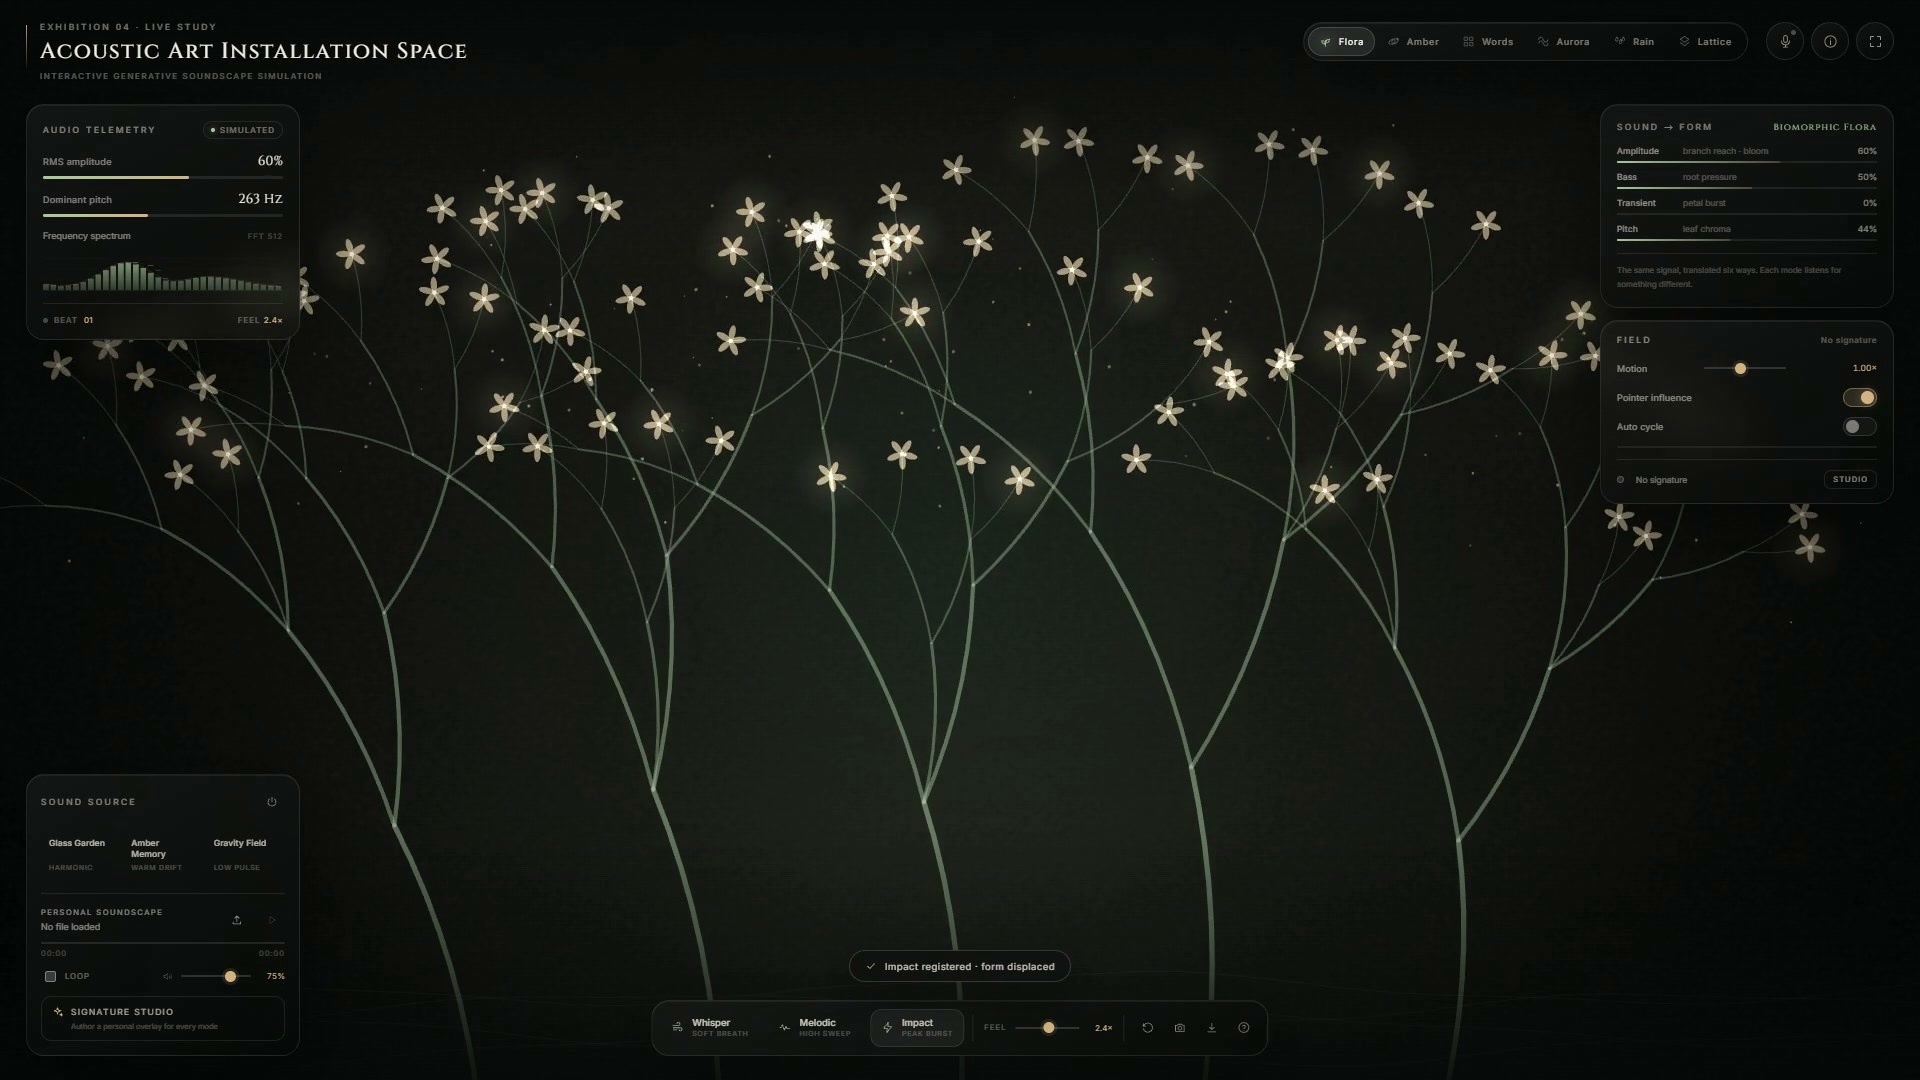 EXHIBITION 04 · LIVE STUDY
ACOUSTIC ART INSTALLATION SPACE
INTERACTIVE GENERATIVE SOUNDSCAPE SIMULATION
Flora
Amber
Words
Aurora
Rain
Lattice
AUDIO TELEMETRY
SIMULATED
RMS amplitude 60%
Dominant pitch 263 HZ
Frequency spectrum FFT 512
BEAT 01 FEEL 2.4×
SOUND → FORM BIOMORPHIC FLORA
Amplitude branch reach · bloom 60%
Bass root pressure 50%
Transient petal burst 0%
Pitch leaf chroma 44%
The same signal, translated six ways. Each mode listens for
something different.
FIELD No signature
Motion 1.00×
Pointer influence
Auto cycle
No signature STUDIO
SOUND SOURCE
Glass Garden
HARMONIC
Amber
Memory
WARM DRIFT
Gravity Field
LOW PULSE
PERSONAL SOUNDSCAPE
No file loaded
00:00 00:00
LOOP 75%
SIGNATURE STUDIO
Author a personal overlay for every mode
Impact registered · form displaced
Whisper
SOFT BREATH
Melodic
HIGH SWEEP
Impact
PEAK BURST
FEEL 2.4×